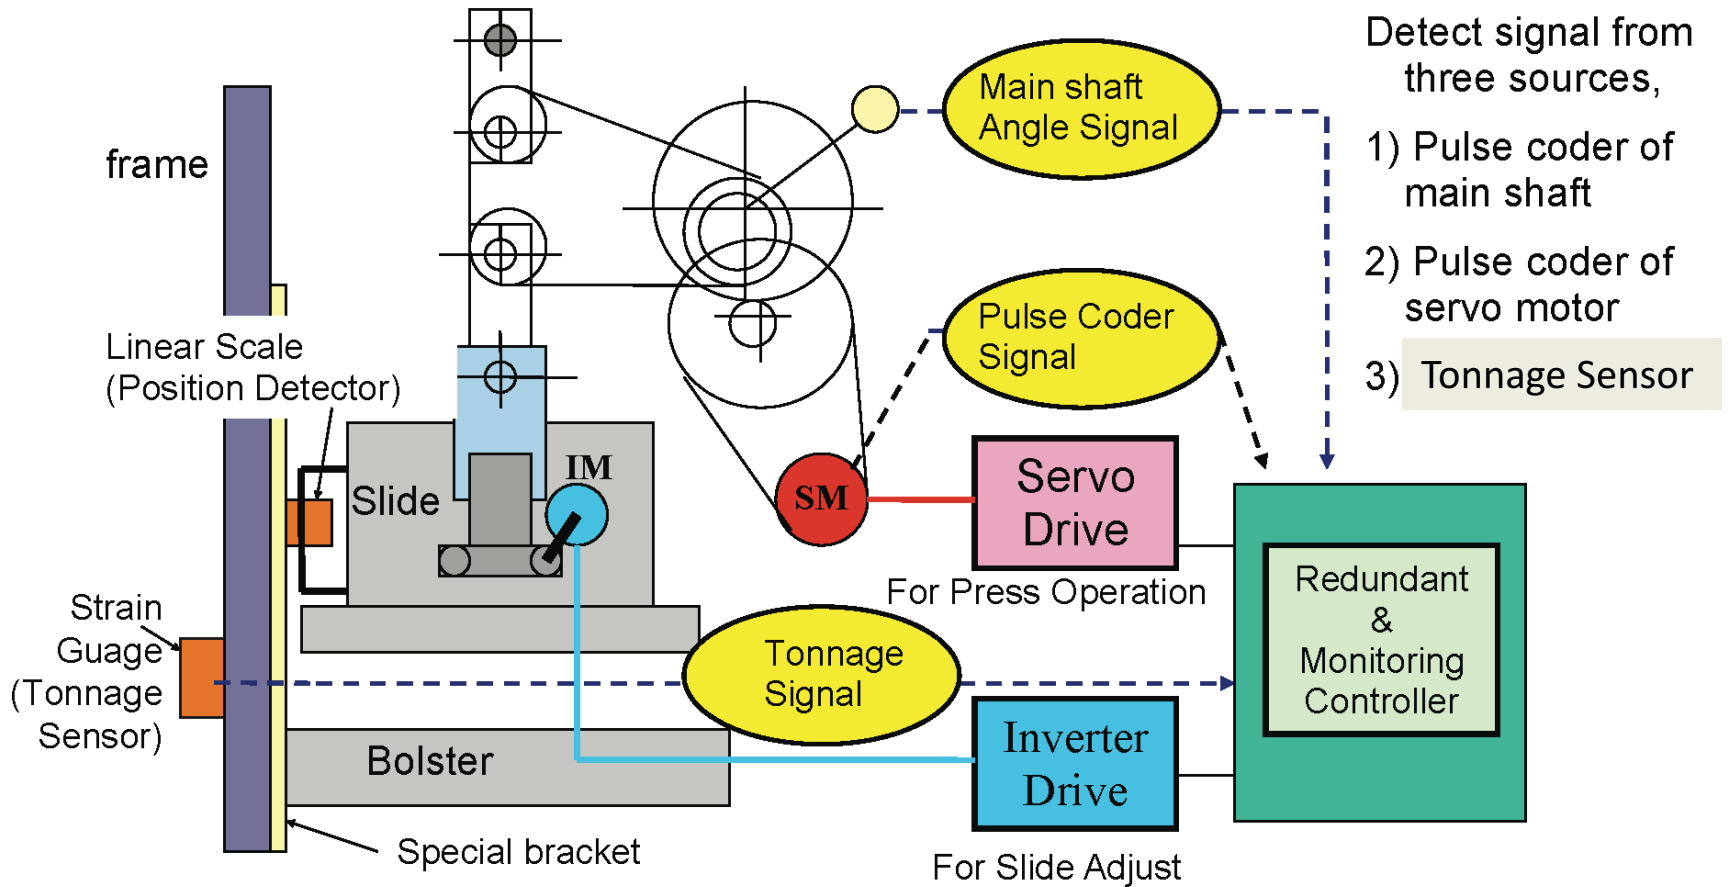 Detect signal from
three sources,
1) Pulse coder of
main shaft
2) Pulse coder of
servo motor
3) Tonnage Sensor
Main shaft
Angle Signal
frame
Pulse Coder
Signal
Linear Scale
(Position Detector)
IM
Slide
SM
Servo
Drive
For Press Operation
Redundant
&
Monitoring
Controller
Strain
Guage
(Tonnage
Sensor)
Tonnage
Signal
Bolster
Inverter
Drive
Special bracket
For Slide Adjust